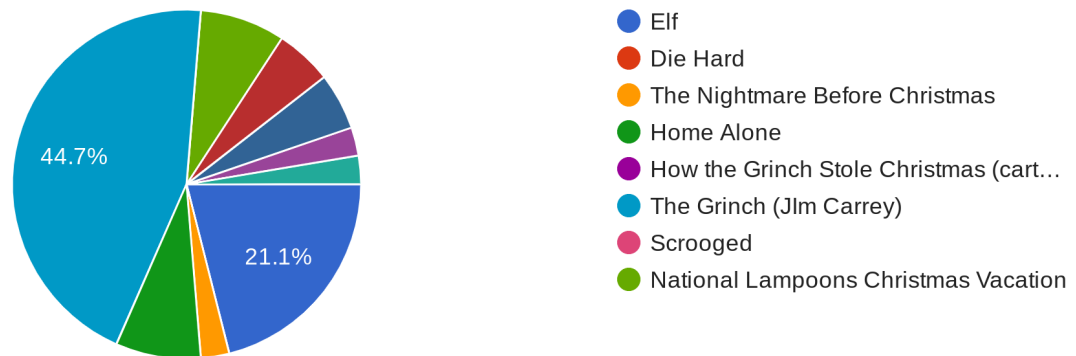 44.7%
21.1%
Elf
Die Hard
The Nightmare Before Christmas
Home Alone
How the Grinch Stole Christmas (cart…
The Grinch (JIm Carrey)
Scrooged
National Lampoons Christmas Vacation